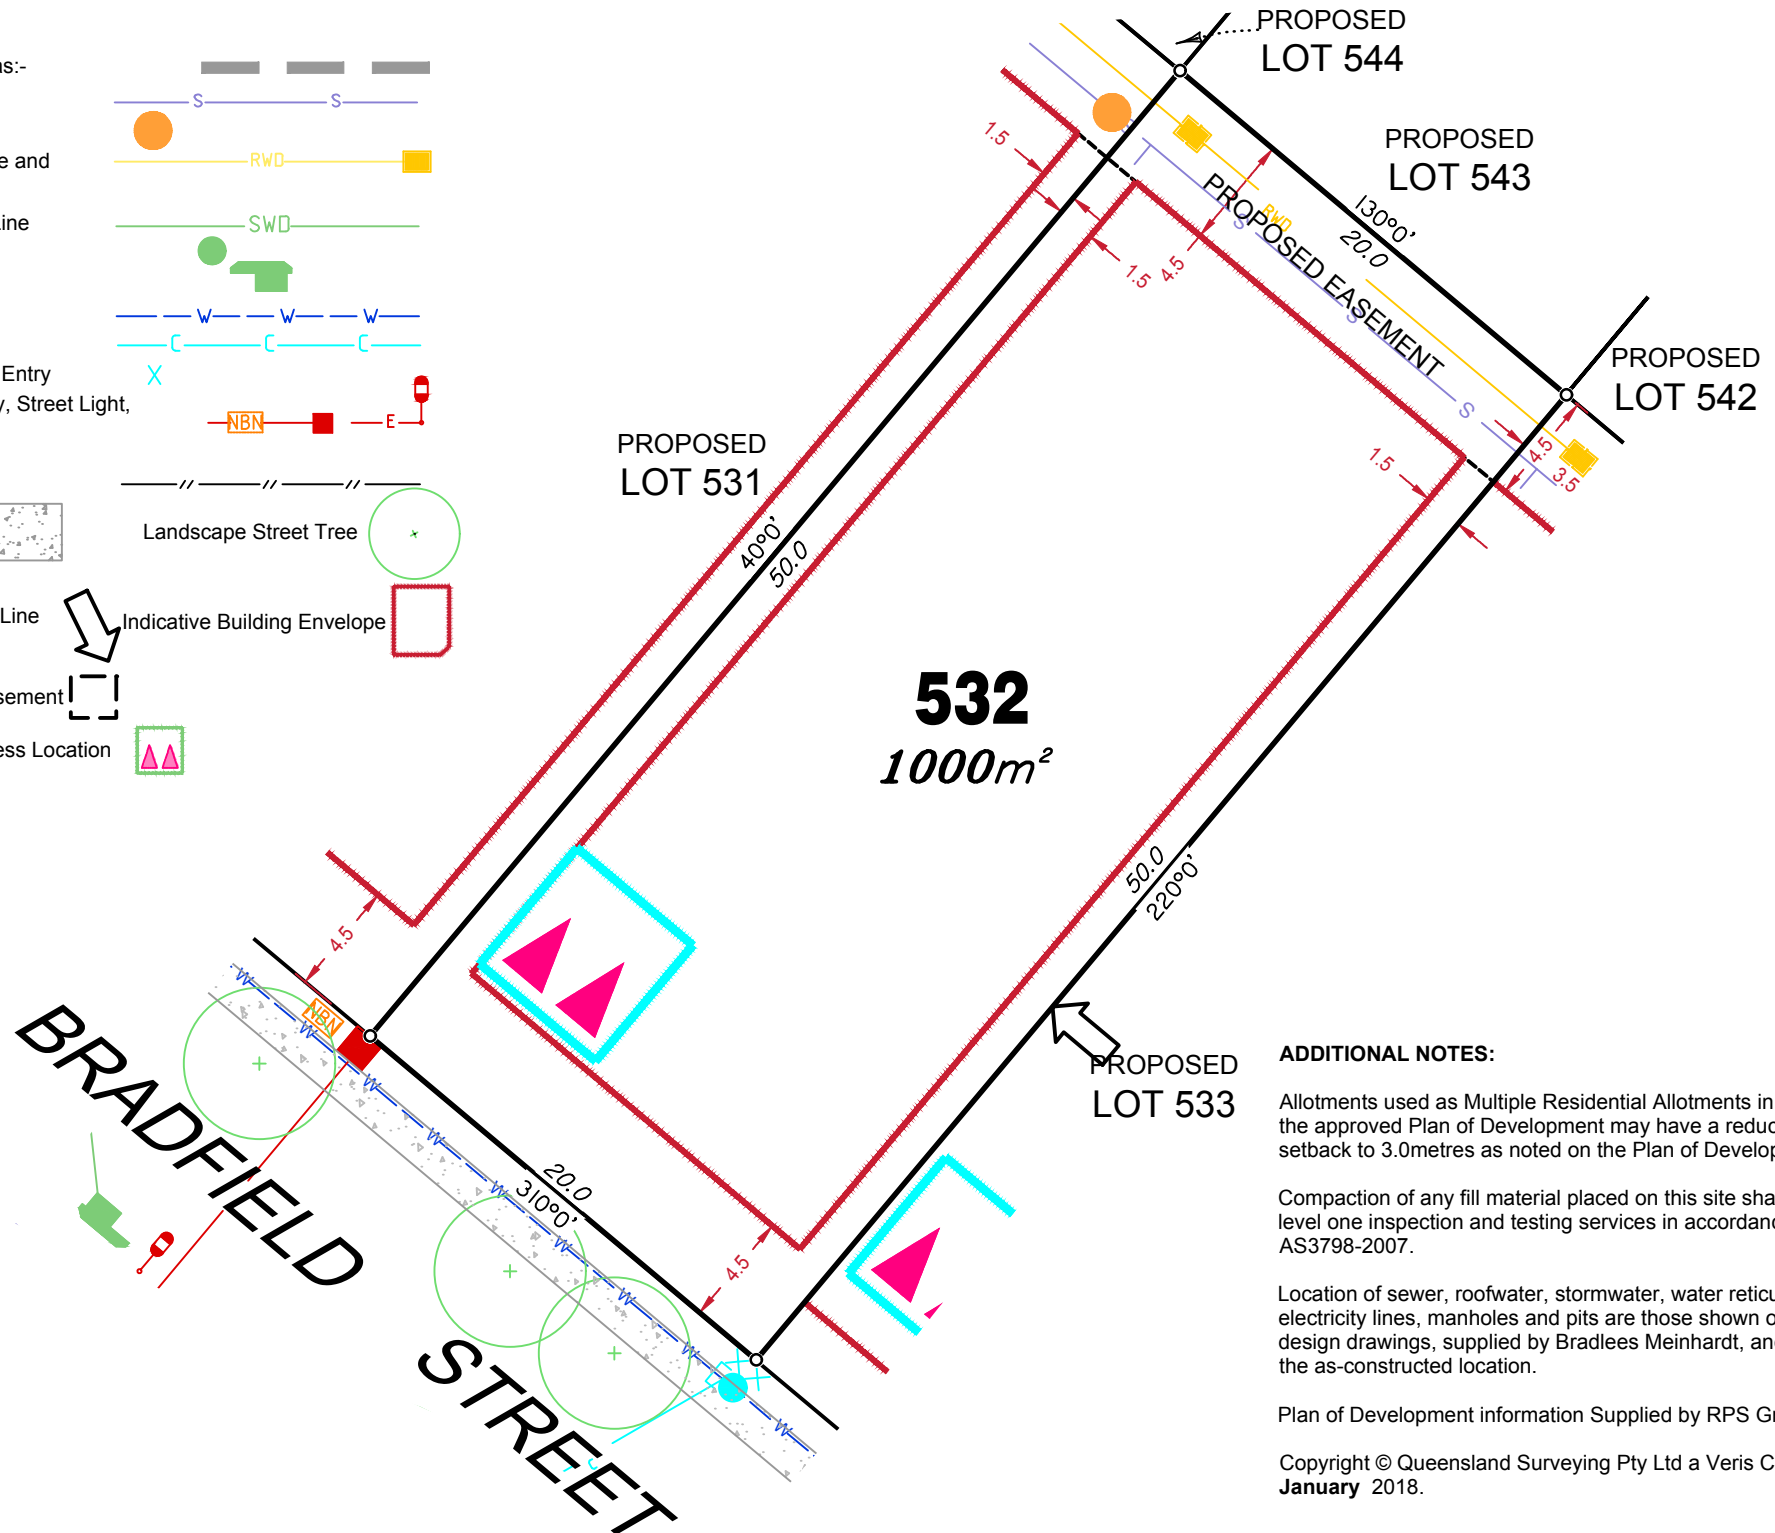 as:-
S S
e and
RWD
ine
SWD
W W W
C C C
Entry
X
y, Street Light,
NBN E
Landscape Street Tree
Line
Indicative Building Envelope
sement
ess Location
PROPOSED
LOT 544
PROPOSED
LOT 543
PROPOSED
LOT 542
130°0'
20.0
RWD
S
S
S
PROPOSED EASEMENT
1.5
1.5
4.5
1.5
4.5
3.5
PROPOSED
LOT 531
40°0'
50.0
532
1000m²
50.0
220°0'
PROPOSED
LOT 533
4.5
4.5
20.0
310°0'
NBN
W
W
W
W
W
W
W
W
C
BRADFIELD
STREET
ADDITIONAL NOTES:
Allotments used as Multiple Residential Allotments in
the approved Plan of Development may have a reduc
setback to 3.0metres as noted on the Plan of Develop
Compaction of any fill material placed on this site sha
level one inspection and testing services in accordanc
AS3798-2007.
Location of sewer, roofwater, stormwater, water reticu
electricity lines, manholes and pits are those shown o
design drawings, supplied by Bradlees Meinhardt, and
the as-constructed location.
Plan of Development information Supplied by RPS Gr
Copyright © Queensland Surveying Pty Ltd a Veris C
January 2018.